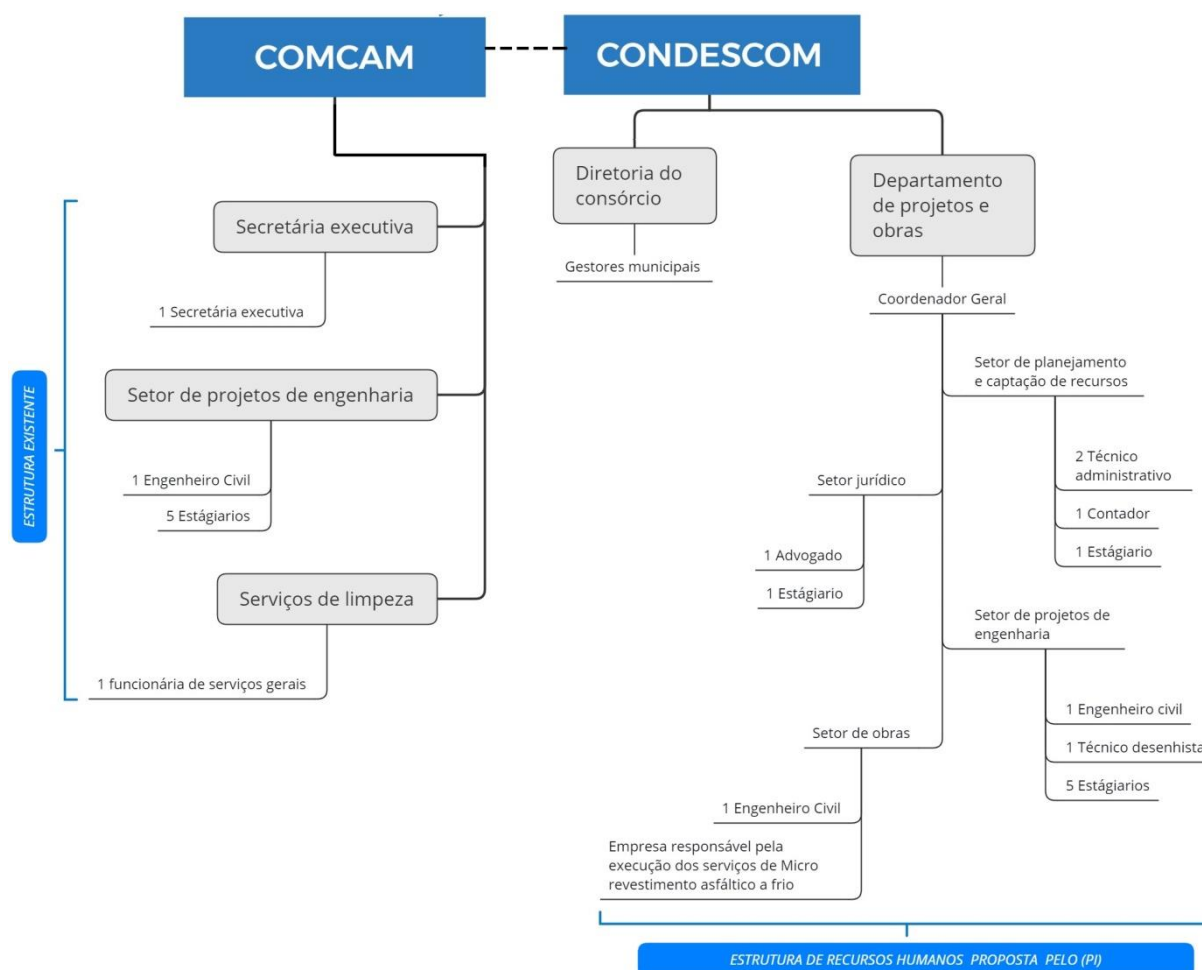 COMCAM
CONDESCOM
ESTRUTURA EXISTENTE
Secretária executiva
1 Secretária executiva
Setor de projetos de engenharia
1 Engenheiro Civil
5 Estágiarios
Serviços de limpeza
1 funcionária de serviços gerais
Diretoria do
consórcio
Gestores municipais
Departamento
de projetos e
obras
Coordenador Geral
Setor de planejamento
e captação de recursos
2 Técnico
administrativo
1 Contador
1 Estágiario
Setor jurídico
1 Advogado
1 Estágiario
Setor de projetos de
engenharia
1 Engenheiro civil
1 Técnico desenhista
5 Estágiarios
Setor de obras
1 Engenheiro Civil
Empresa responsável pela
execução dos serviços de Micro
revestimento asfáltico a frio
ESTRUTURA DE RECURSOS HUMANOS PROPOSTA PELO (PI)